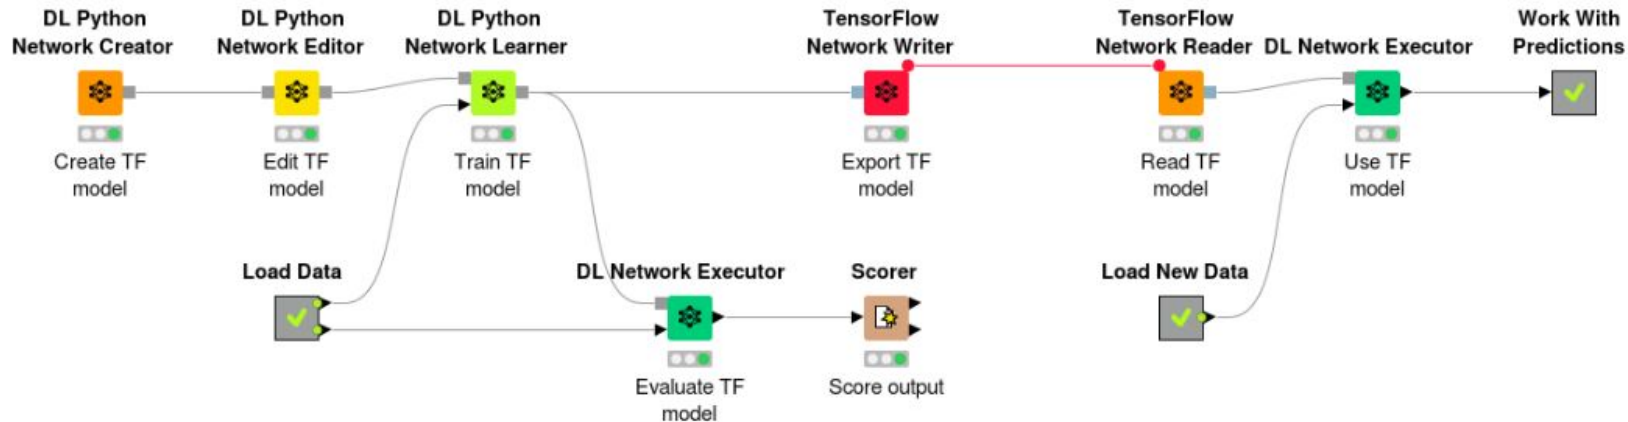 DL Python
Network Creator
DL Python
Network Editor
DL Python
Network Learner
TensorFlow
Network Writer
TensorFlow
Network Reader
DL Network Executor
Work With
Predictions
Create TF
model
Edit TF
model
Train TF
model
Export TF
model
Read TF
model
Use TF
model
Load Data
DL Network Executor
Scorer
Load New Data
Evaluate TF
model
Score output